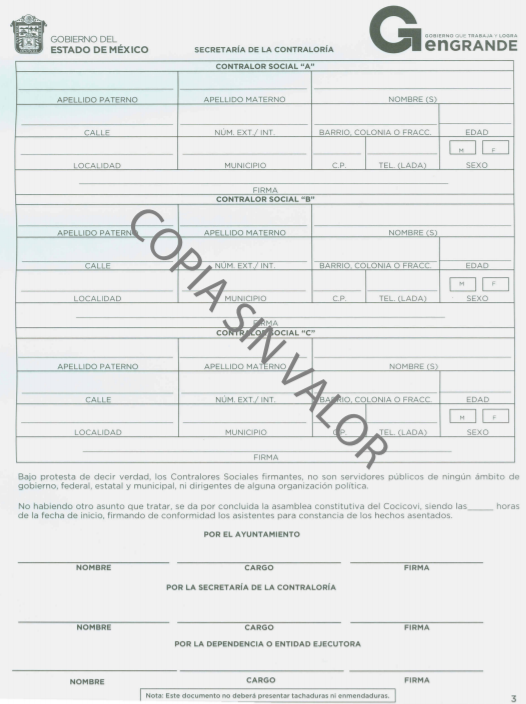 GOBIERNO DEL
ESTADO DE MÉXICO
SECRETARÍA DE LA CONTRALORÍA
GOBIERNO QUE TRABAJA Y LOGRA
GenGRANDE
CONTRALOR SOCIAL "A"
APELLIDO PATERNO APELLIDO MATERNO NOMBRE (S)
CALLE NÚM. EXT./ INT. BARRIO, COLONIA O FRACC. EDAD
M F
LOCALIDAD MUNICIPIO C.P. TEL. (LADA) SEXO
FIRMA
CONTRALOR SOCIAL "B"
APELLIDO PATERNO APELLIDO MATERNO NOMBRE (S)
CALLE NÚM. EXT./ INT. BARRIO, COLONIA O FRACC. EDAD
M F
LOCALIDAD MUNICIPIO C.P. TEL. (LADA) SEXO
FIRMA
CONTRALOR SOCIAL "C"
APELLIDO PATERNO APELLIDO MATERNO NOMBRE (S)
CALLE NÚM. EXT./ INT. BARRIO, COLONIA O FRACC. EDAD
M F
LOCALIDAD MUNICIPIO C.P. TEL. (LADA) SEXO
FIRMA
COPIA SIN VALOR
Bajo protesta de decir verdad, los Contralores Sociales firmantes, no son servidores públicos de ningún ámbito de
gobierno, federal, estatal y municipal, ni dirigentes de alguna organización política.
No habiendo otro asunto que tratar, se da por concluida la asamblea constitutiva del Cocicovi, siendo las_____ horas
de la fecha de inicio, firmando de conformidad los asistentes para constancia de los hechos asentados.
POR EL AYUNTAMIENTO
NOMBRE CARGO FIRMA
POR LA SECRETARÍA DE LA CONTRALORÍA
NOMBRE CARGO FIRMA
POR LA DEPENDENCIA O ENTIDAD EJECUTORA
NOMBRE CARGO FIRMA
Nota: Este documento no deberá presentar tachaduras ni enmendaduras.
3